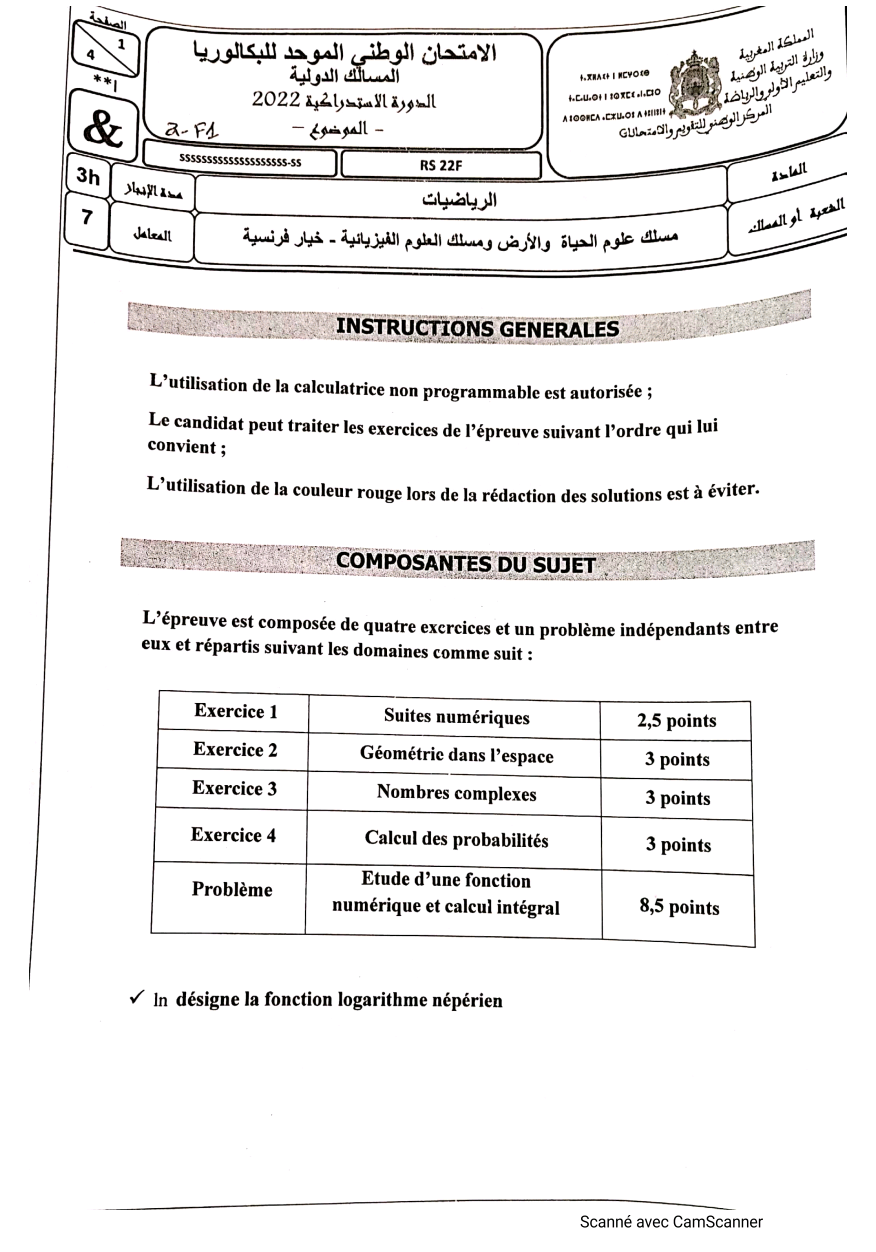 الصفحة
1
4
**I
&
الامتحان الوطني الموحد للبكالوريا
المسالك الدولية
الدورة الاستدراكية 2022
- الموضوع -
2-F1
SSSSSSSSSSSSSSSSSSSS-SS
RS 22F
المملكة المغربية
وزارة التربية الوطنية
والتعليم الأولي والرياضة
المركز الوطني للتقويم والامتحانات
3h
مدة الإنجاز
الرياضيات
المادة
7
المعامل
مسلك علوم الحياة والأرض ومسلك العلوم الفيزيائية - خيار فرنسية
الشعبة أو المسلك
INSTRUCTIONS GENERALES
L’utilisation de la calculatrice non programmable est autorisée ;
Le candidat peut traiter les exercices de l’épreuve suivant l’ordre qui lui
convient ;
L’utilisation de la couleur rouge lors de la rédaction des solutions est à éviter.
COMPOSANTES DU SUJET
L’épreuve est composée de quatre exercices et un problème indépendants entre
eux et répartis suivant les domaines comme suit :
Exercice 1 Suites numériques 2,5 points
Exercice 2 Géométrie dans l’espace 3 points
Exercice 3 Nombres complexes 3 points
Exercice 4 Calcul des probabilités 3 points
Problème Etude d’une fonction
numérique et calcul intégral 8,5 points
✓ ln désigne la fonction logarithme népérien
Scanné avec CamScanner